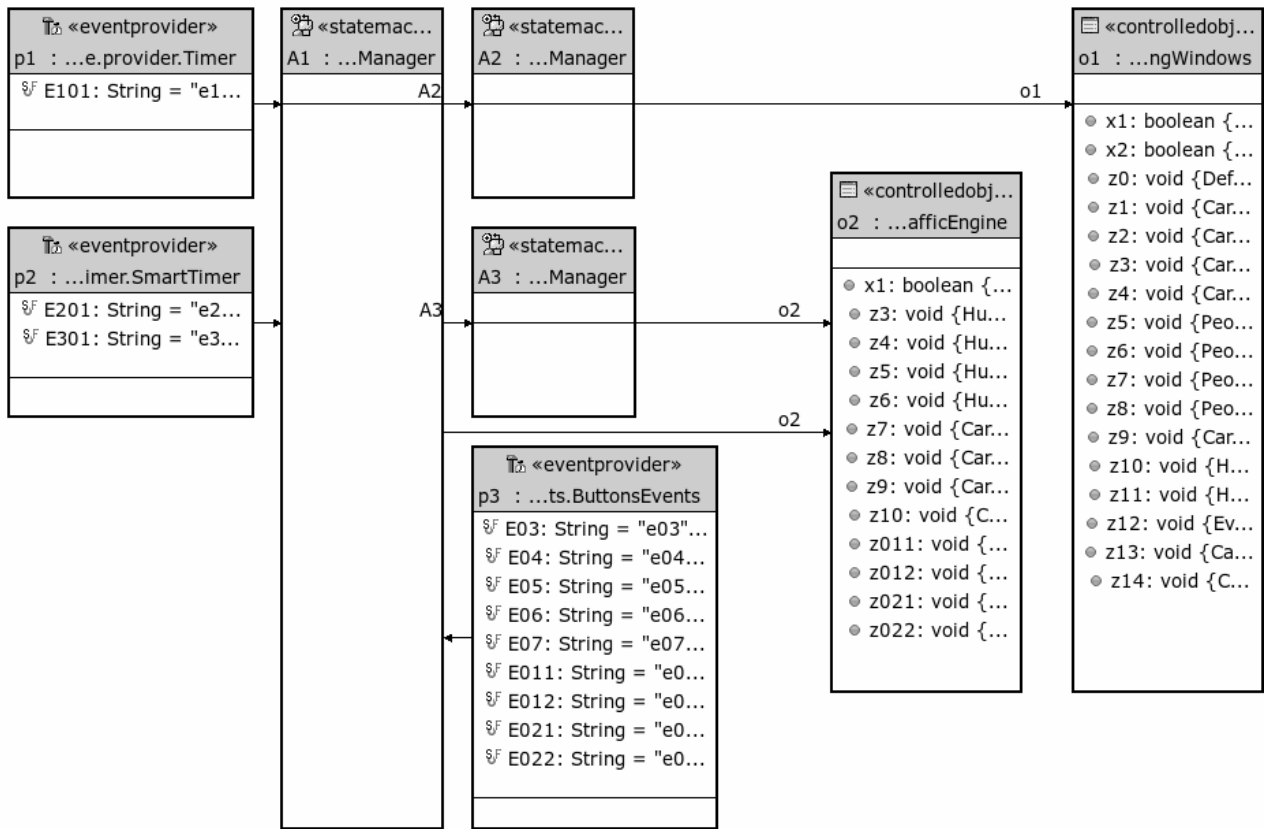 «eventprovider»
p1 : ...e.provider.Timer
E101: String = "e1...
«statemac...
A1 : ...Manager
A2
«statemac...
A2 : ...Manager
o1
«controlledobj...
o1 : ...ngWindows
x1: boolean {...
x2: boolean {...
z0: void {Def...
z1: void {Car...
z2: void {Car...
z3: void {Car...
z4: void {Car...
z5: void {Peo...
z6: void {Peo...
z7: void {Peo...
z8: void {Peo...
z9: void {Car...
z10: void {H...
z11: void {H...
z12: void {Ev...
z13: void {Ca...
z14: void {C...
«eventprovider»
p2 : ...imer.SmartTimer
E201: String = "e2...
E301: String = "e3...
A3
«statemac...
A3 : ...Manager
o2
o2
«controlledobj...
o2 : ...afficEngine
x1: boolean {...
z3: void {Hu...
z4: void {Hu...
z5: void {Hu...
z6: void {Hu...
z7: void {Car...
z8: void {Car...
z9: void {Car...
z10: void {C...
z011: void {...
z012: void {...
z021: void {...
z022: void {...
«eventprovider»
p3 : ...ts.ButtonsEvents
E03: String = "e03"...
E04: String = "e04...
E05: String = "e05...
E06: String = "e06...
E07: String = "e07...
E011: String = "e0...
E012: String = "e0...
E021: String = "e0...
E022: String = "e0...